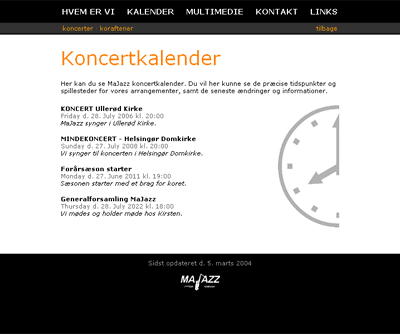 HVEM ER VI KALENDER MULTIMEDIE KONTAKT LINKS
koncerter koraftener tilbage
Koncertkalender
Her kan du se MaJazz koncertkalender. Du vil her kunne se de præcise tidspunkter og
spillesteder for vores arrangementer, samt de seneste ændringer og informationer.
KONCERT Ullerød Kirke
Fredag d. 28. July 2006 kl. 20:00
MaJazz synger i Ullerød Kirke.
MINDEKONCERT - Helsingør Domkirke
Sunday d. 27. July 2008 kl. 20:00
Vi synger til koncerten i Helsingør Domkirke.
Forårsæson starter
Monday d. 27. June 2011 kl. 19:00
Sæsonen starter med et brag for koret.
Generalforsamling MaJazz
Thursday d. 28. July 2022 kl. 18:00
Vi mødes og holder møde hos Kirsten.
Sidst opdateret d. 5. marts 2004
MAJAZZ